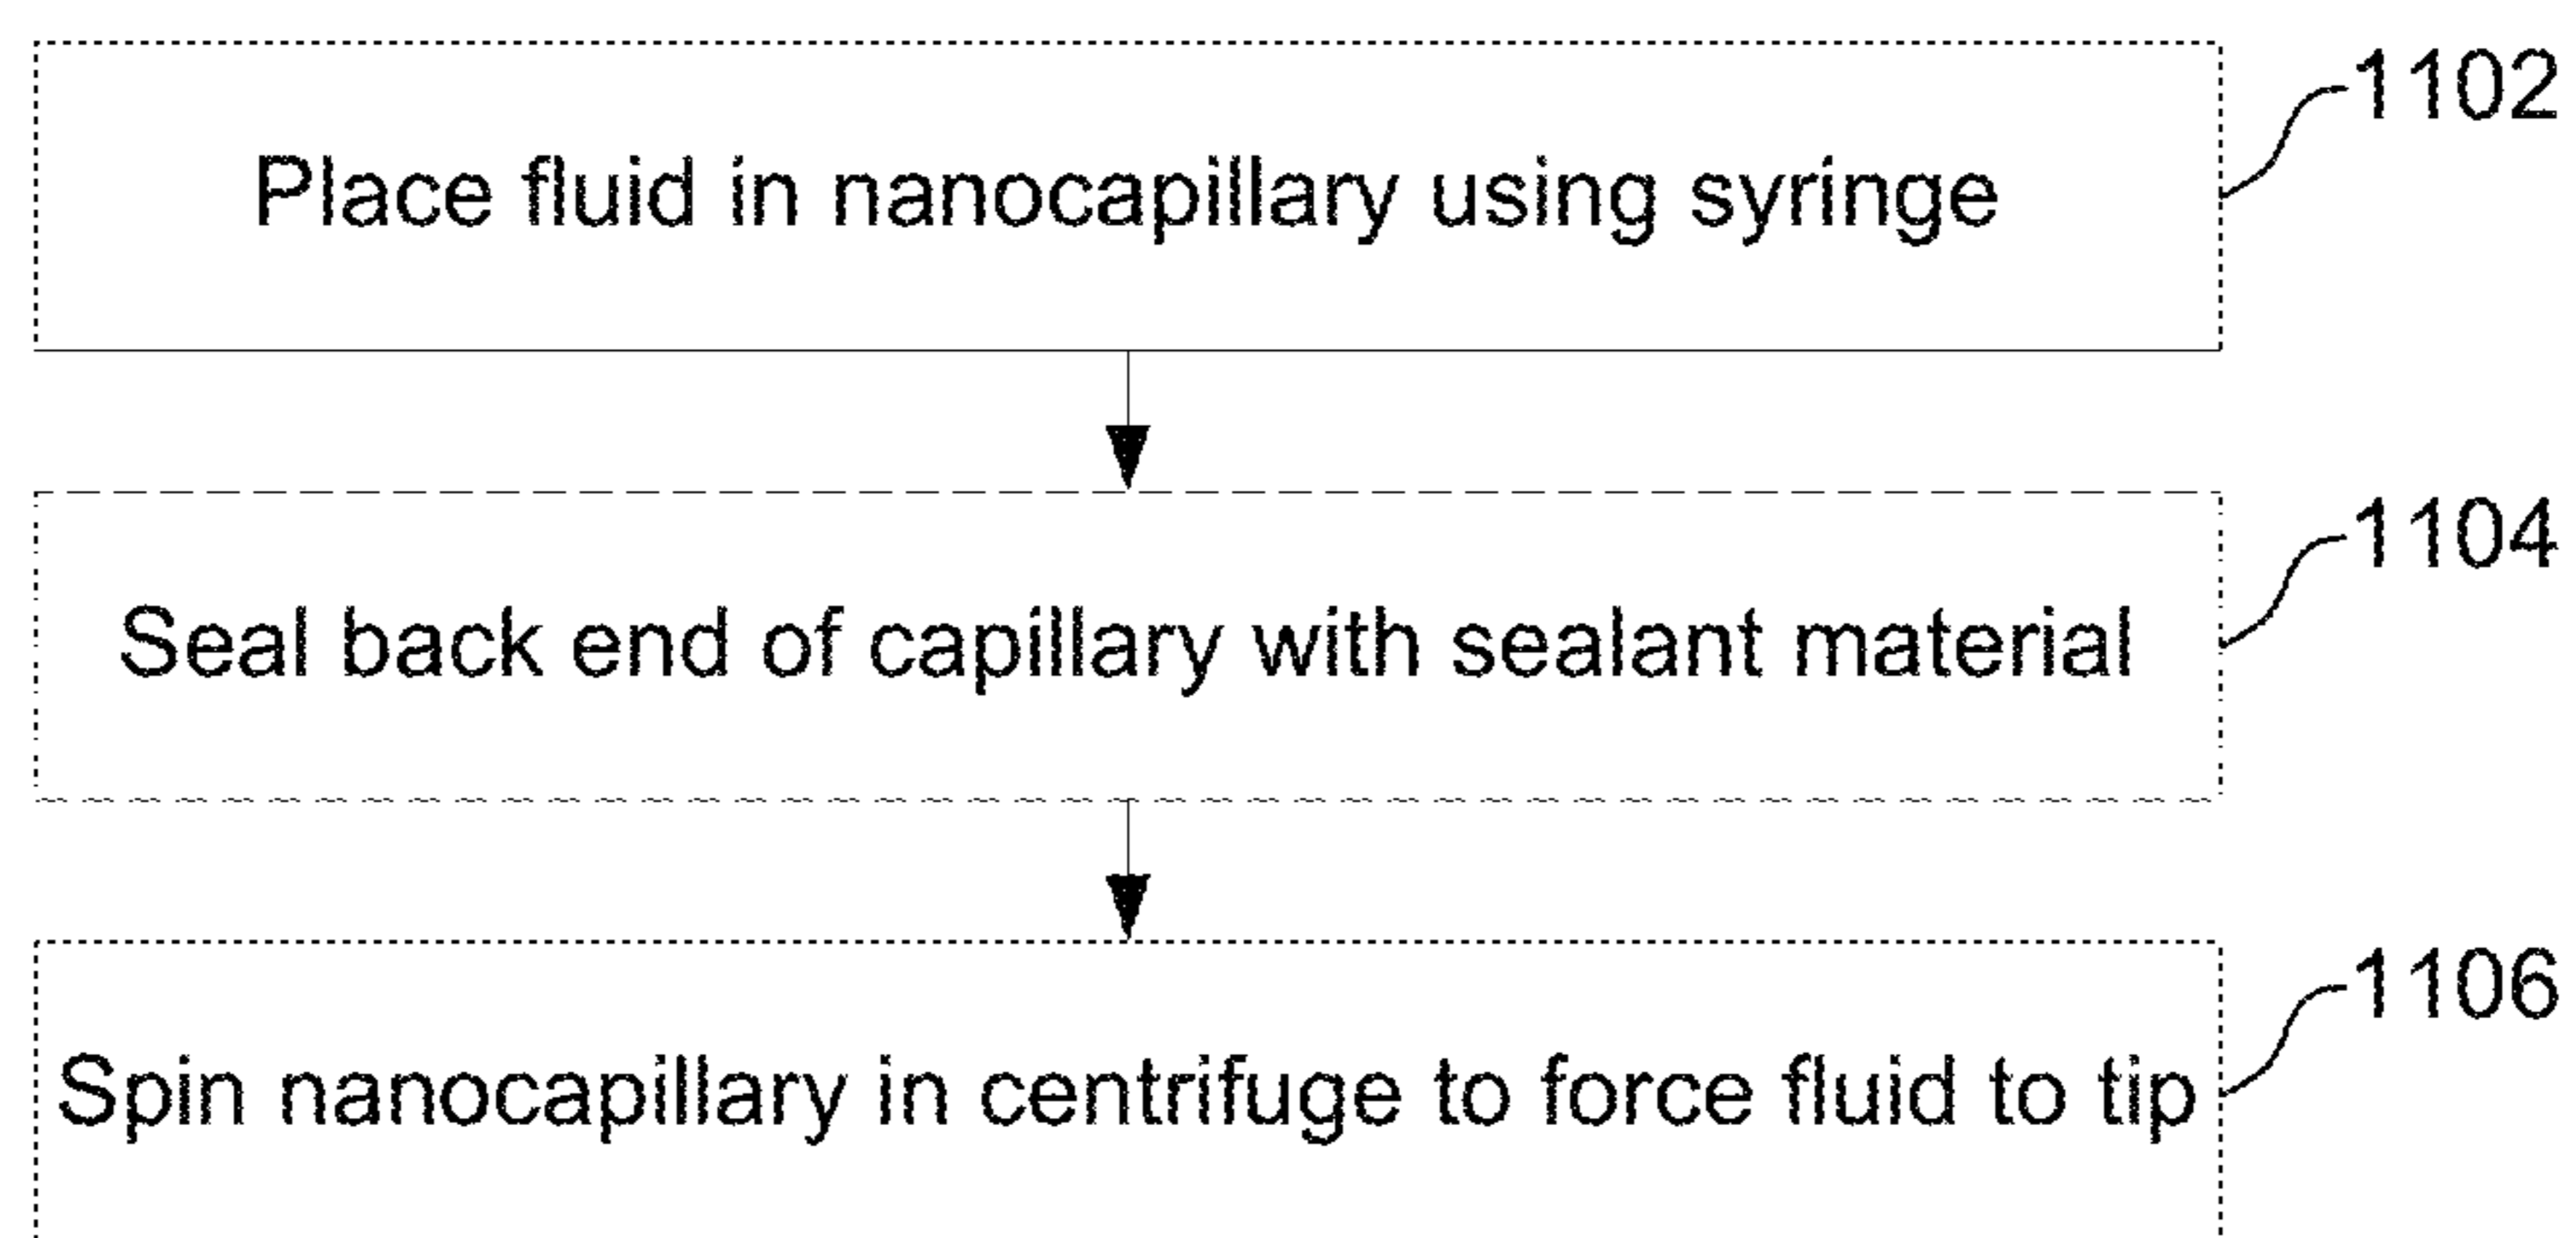 Place fluid in nanocapillary using syringe
1102
Seal back end of capillary with sealant material
1104
Spin nanocapillary in centrifuge to force fluid to tip
1106